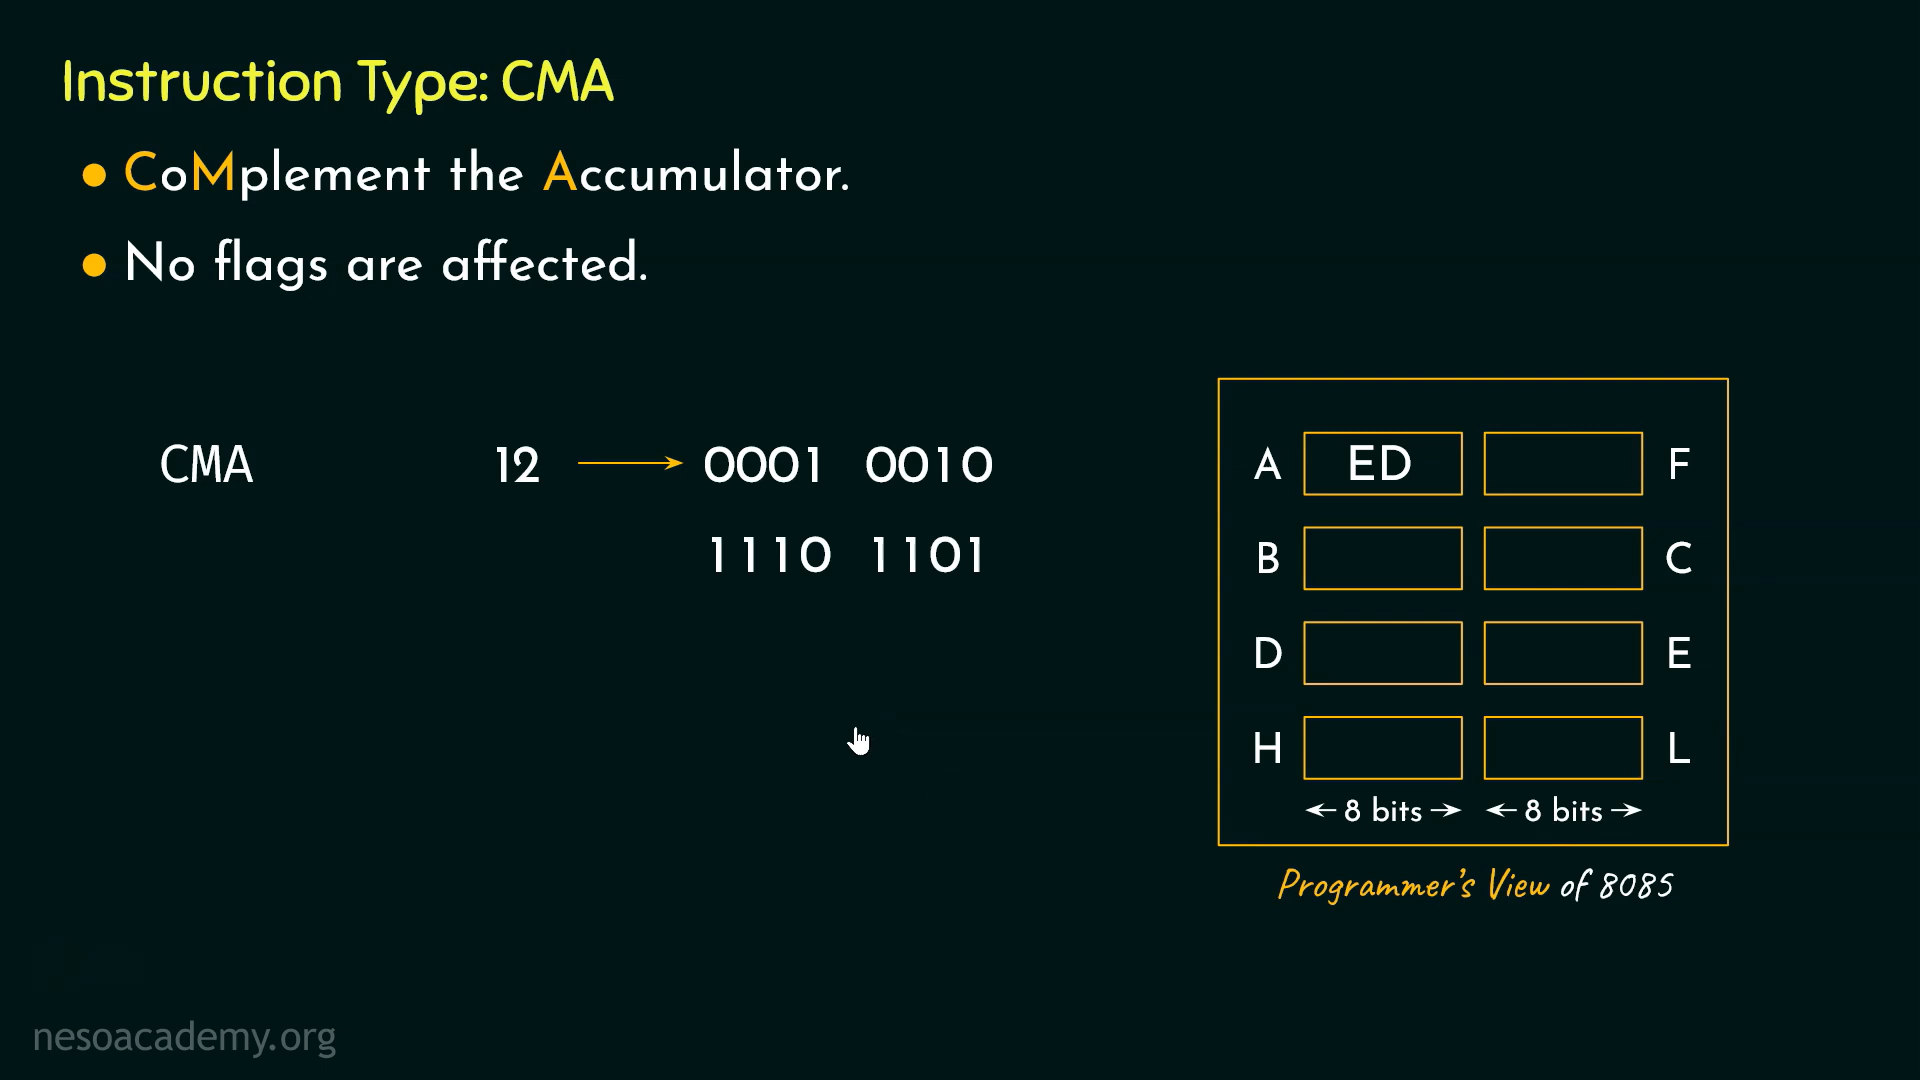 Instruction Type: CMA
CoMplement the Accumulator.
No flags are affected.
CMA 12 0001 0010
1110 1101
A ED F
B C
D E
H L
8 bits 8 bits
Programmer's View of 8085
nesoacademy.org